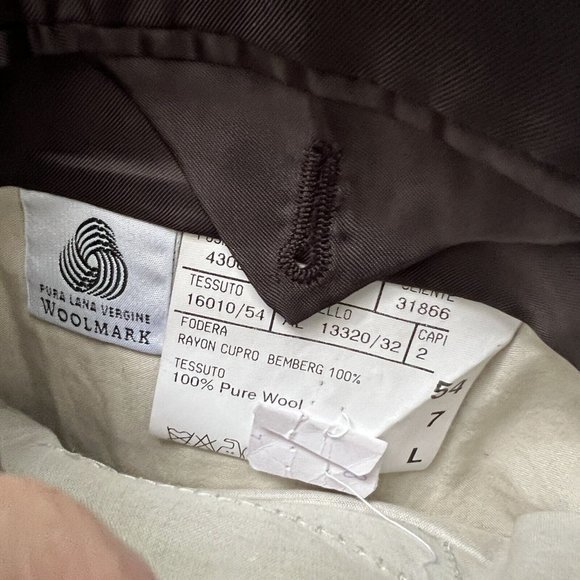 PURA LANA VERGINE
WOOLMARK
CLIENTE
31866
TESSUTO
16010/54
13320/32
CAPI
2
FODERA
RAYON CUPRO BEMBERG 100%
TESSUTO
100% Pure Wool
54
7
L